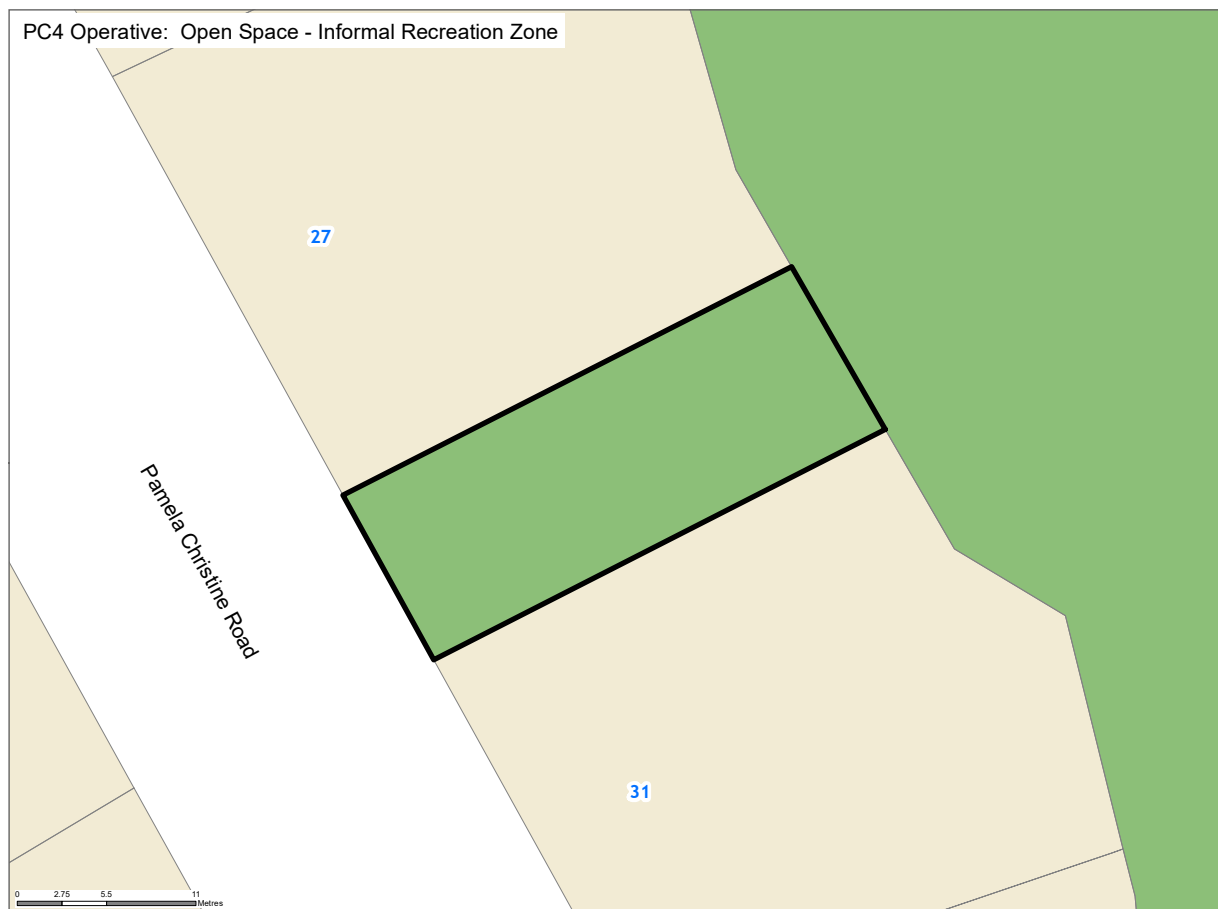 PC4 Operative:  Open Space - Informal Recreation Zone
27
Pamela Christine Road
31
0 2.75 5.5 11
Metres